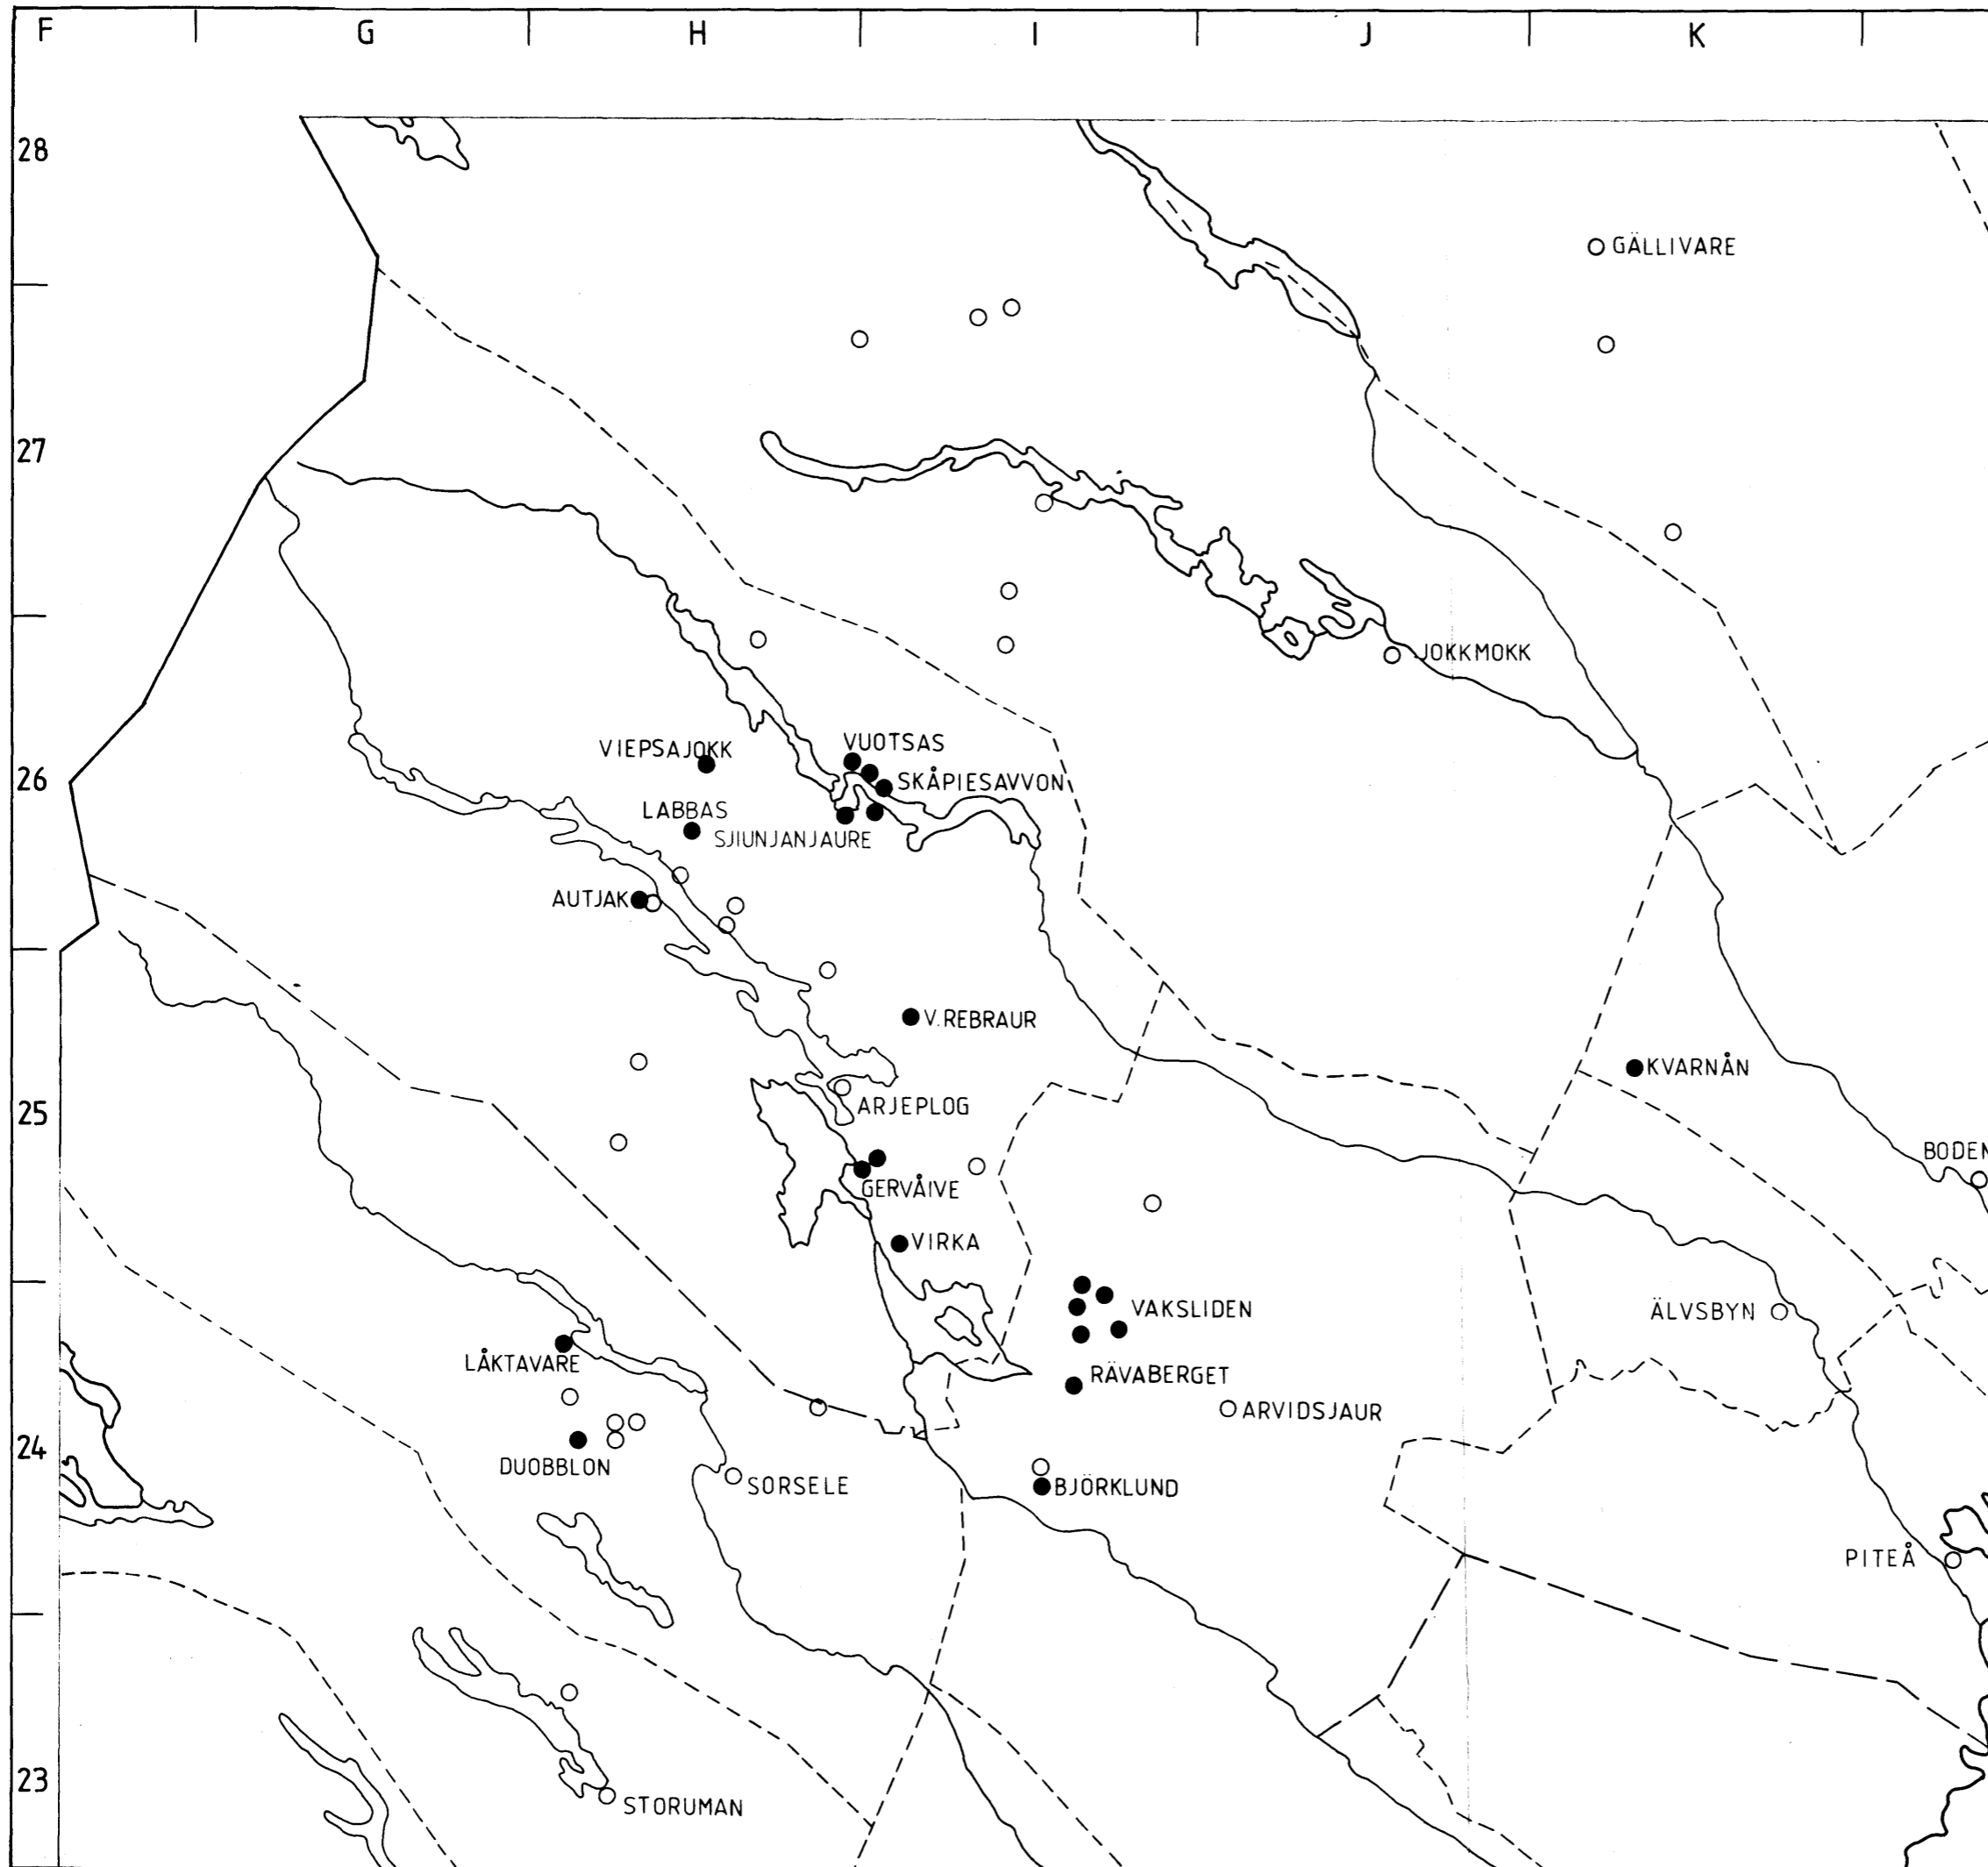 F G H I J K
28
GÄLLIVARE
27
JOKKMOKK
VIEPSAJOKK
VUOTSAS
26
SKÅPIESAVVON
LABBAS
SJIUNJANJAURE
AUTJAK
V.REBRAUR
KVARNÅN
25
ARJEPLOG
BODEN
GERVÅIVE
VIRKA
VAKSLIDEN
ÄLVSBYN
LÅKTAVARE
RÄVABERGET
ARVIDSJAUR
24
DUOBBLON
SORSELE
BJÖRKLUND
PITEÅ
23
STORUMAN